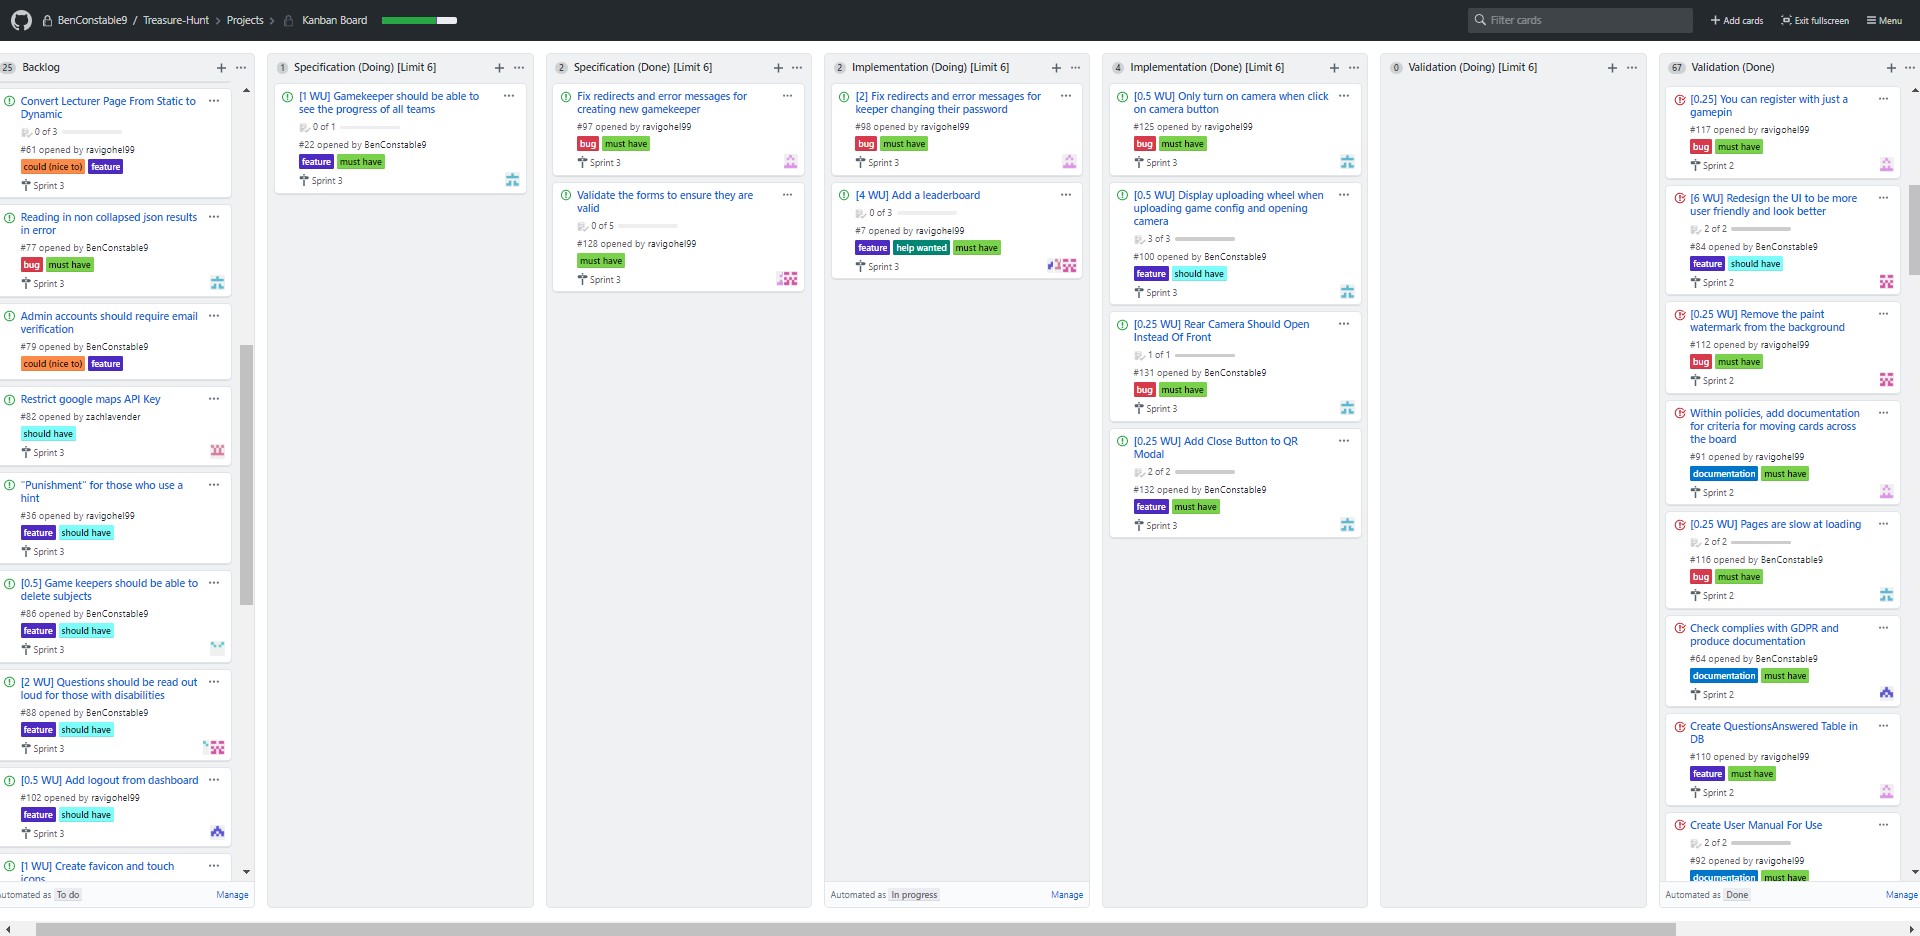 BenConstable9 / Treasure-Hunt Projects Kanban Board
Filter cards
Add cards
Exit fullscreen
Menu
25 Backlog
Convert Lecturer Page From Static to
Dynamic
0 of 3
#61 opened by ravigohel99
could (nice to) feature
Sprint 3
Reading in non collapsed json results
in error
#77 opened by BenConstable9
bug must have
Sprint 3
Admin accounts should require email
verification
#79 opened by BenConstable9
could (nice to) feature
Restrict google maps API Key
#82 opened by zachlavender
should have
Sprint 3
"Punishment" for those who use a
hint
#36 opened by ravigohel99
feature should have
Sprint 3
[0.5] Game keepers should be able to
delete subjects
#86 opened by BenConstable9
feature should have
Sprint 3
[2 WU] Questions should be read out
loud for those with disabilities
#88 opened by BenConstable9
feature should have
Sprint 3
[0.5 WU] Add logout from dashboard
#102 opened by ravigohel99
feature should have
Sprint 3
[1 WU] Create favicon and touch
icons
utomated as To do Manage
1 Specification (Doing) [Limit 6]
[1 WU] Gamekeeper should be able to
see the progress of all teams
0 of 1
#22 opened by BenConstable9
feature must have
Sprint 3
2 Specification (Done) [Limit 6]
Fix redirects and error messages for
creating new gamekeeper
#97 opened by ravigohel99
bug must have
Sprint 3
Validate the forms to ensure they are
valid
0 of 5
#128 opened by ravigohel99
must have
Sprint 3
2 Implementation (Doing) [Limit 6]
[2] Fix redirects and error messages for
keeper changing their password
#98 opened by ravigohel99
bug must have
Sprint 3
[4 WU] Add a leaderboard
0 of 3
#7 opened by ravigohel99
feature help wanted must have
Sprint 3
Automated as In progress Manage
4 Implementation (Done) [Limit 6]
[0.5 WU] Only turn on camera when click
on camera button
#125 opened by ravigohel99
bug must have
Sprint 3
[0.5 WU] Display uploading wheel when
uploading game config and opening
camera
3 of 3
#100 opened by BenConstable9
feature should have
Sprint 3
[0.25 WU] Rear Camera Should Open
Instead Of Front
1 of 1
#131 opened by BenConstable9
bug must have
Sprint 3
[0.25 WU] Add Close Button to QR
Modal
2 of 2
#132 opened by BenConstable9
feature must have
Sprint 3
0 Validation (Doing) [Limit 6]
67 Validation (Done)
[0.25] You can register with just a
gamepin
#117 opened by ravigohel99
bug must have
Sprint 2
[6 WU] Redesign the UI to be more
user friendly and look better
2 of 2
#84 opened by BenConstable9
feature should have
Sprint 2
[0.25 WU] Remove the paint
watermark from the background
#112 opened by ravigohel99
bug must have
Sprint 2
Within policies, add documentation
for criteria for moving cards across
the board
#91 opened by ravigohel99
documentation must have
Sprint 2
[0.25 WU] Pages are slow at loading
2 of 2
#116 opened by BenConstable9
bug must have
Sprint 2
Check complies with GDPR and
produce documentation
#64 opened by BenConstable9
documentation must have
Sprint 2
Create QuestionsAnswered Table in
DB
#110 opened by ravigohel99
feature must have
Sprint 2
Create User Manual For Use
2 of 2
#92 opened by ravigohel99
documentation must have
Automated as Done Manage